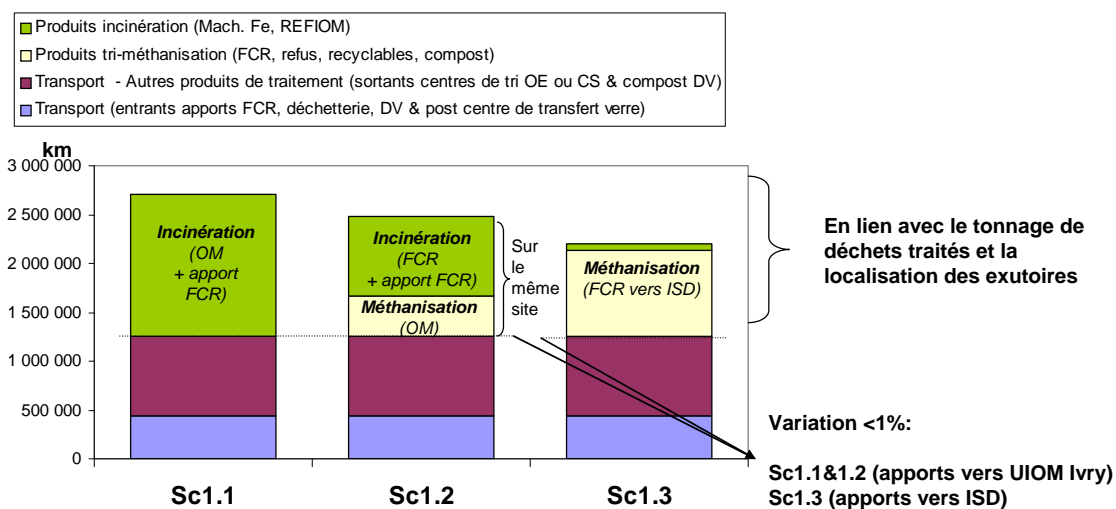 Produits incinération (Mach. Fe, REFIOM)
Produits tri-méthanisation (FCR, refus, recyclables, compost)
Transport - Autres produits de traitement (sortants centres de tri OE ou CS & compost DV)
Transport (entrants apports FCR, déchetterie, DV & post centre de transfert verre)
km
3 000 000
2 500 000
2 000 000
1 500 000
1 000 000
500 000
0
Incinération
(OM
+ apport
FCR)
Incinération
(FCR
+ apport FCR)
Méthanisation
(OM)
Sur
le
même
site
Méthanisation
(FCR vers ISD)
En lien avec le tonnage de
déchets traités et la
localisation des exutoires
Variation <1%:
Sc1.1&1.2 (apports vers UIOM Ivry)
Sc1.3 (apports vers ISD)
Sc1.1
Sc1.2
Sc1.3